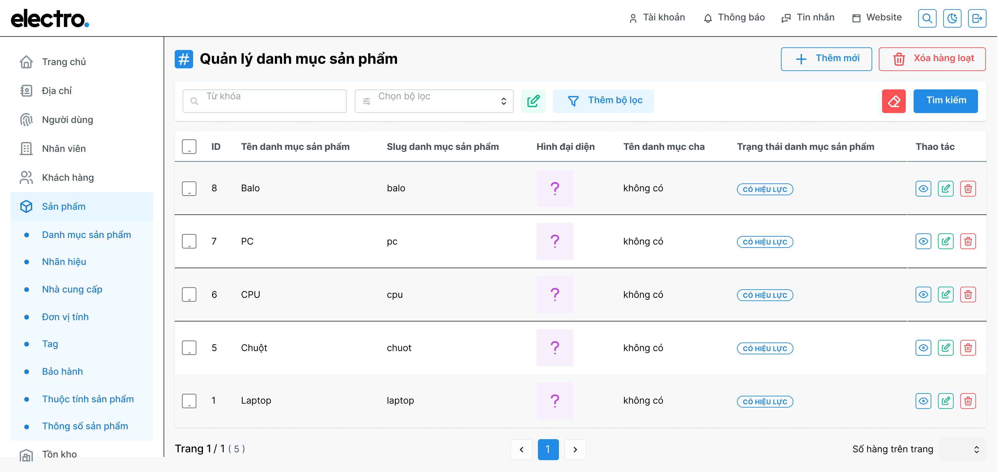 electro.
Tài khoản
Thông báo
Tin nhắn
Website
Trang chủ
Địa chỉ
Người dùng
Nhân viên
Khách hàng
Sản phẩm
Danh mục sản phẩm
Nhãn hiệu
Nhà cung cấp
Đơn vị tính
Tag
Bảo hành
Thuộc tính sản phẩm
Thông số sản phẩm
Tồn kho
# Quản lý danh mục sản phẩm
Thêm mới
Xóa hàng loạt
Từ khóa
Chọn bộ lọc
Thêm bộ lọc
Tìm kiếm
ID Tên danh mục sản phẩm Slug danh mục sản phẩm Hình đại diện Tên danh mục cha Trạng thái danh mục sản phẩm Thao tác
8 Balo balo ? không có CÓ HIỆU LỰC
7 PC pc ? không có CÓ HIỆU LỰC
6 CPU cpu ? không có CÓ HIỆU LỰC
5 Chuột chuot ? không có CÓ HIỆU LỰC
1 Laptop laptop ? không có CÓ HIỆU LỰC
Trang 1 / 1 ( 5 )
1
Số hàng trên trang